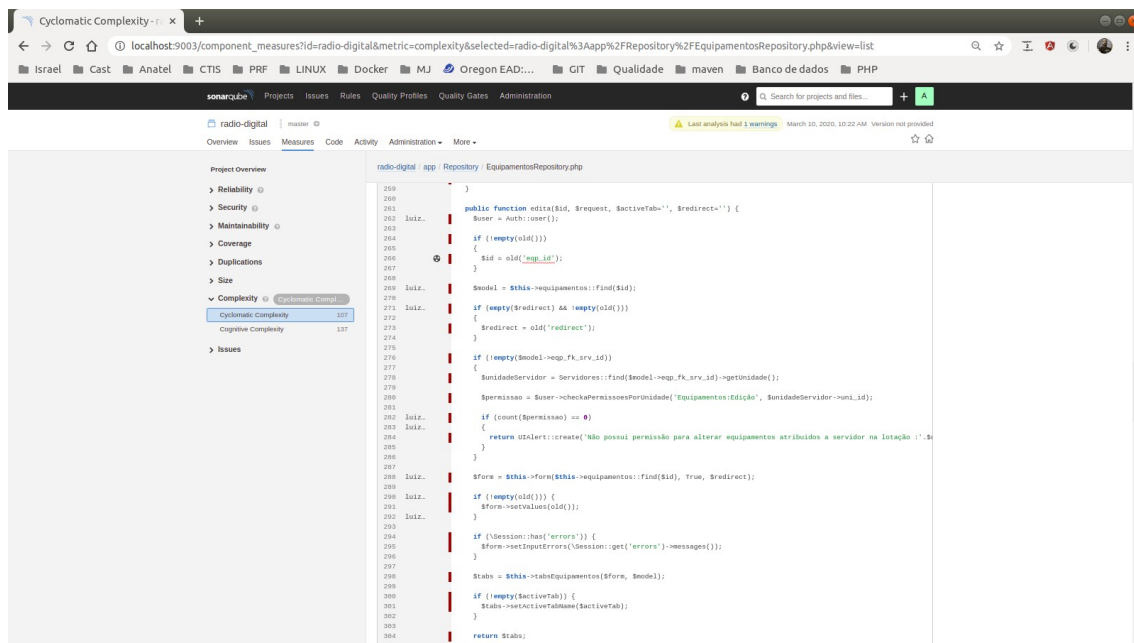 Cyclomatic Complexity - r
localhost:9003/component_measures?id=radio-digital&metric=complexity&selected=radio-digital%3Aapp%2FRepository%2FEquipamentosRepository.php&view=list
Israel Cast Anatel CTIS PRF LINUX Docker MJ Oregon EAD:... GIT Qualidade maven Banco de dados PHP
sonarqube Projects Issues Rules Quality Profiles Quality Gates Administration Search for projects and files... + A
radio-digital master Last analysis had 1 warnings March 10, 2020, 10:22 AM Version not provided
Overview Issues Measures Code Activity Administration More
Project Overview
Reliability
Security
Maintainability
Coverage
Duplications
Size
Complexity Cyclomatic Compl...
Cyclomatic Complexity 107
Cognitive Complexity 137
Issues
radio-digital / app / Repository / EquipamentosRepository.php
259 }
260
261 public function edita($id, $request, $activeTab='', $redirect='') {
262 luiz… $user = Auth::user();
263
264 if (!empty(old()))
265 {
266 $id = old('eqp_id');
267 }
268
269 luiz… $model = $this->equipamentos::find($id);
270
271 luiz… if (empty($redirect) && !empty(old()))
272 {
273 $redirect = old('redirect');
274 }
275
276 if (!empty($model->eqp_fk_srv_id))
277 {
278 $unidadeServidor = Servidores::find($model->eqp_fk_srv_id)->getUnidade();
279
280 $permissao = $user->checkaPermissoesPorUnidade('Equipamentos:Edição', $unidadeServidor->uni_id);
281
282 luiz… if (count($permissao) == 0)
283 luiz… {
284 return UIAlert::create('Não possui permissão para alterar equipamentos atribuidos a servidor na lotação :'.
285 }
286 }
287
288 luiz… $form = $this->form($this->equipamentos::find($id), True, $redirect);
289
290 luiz… if (!empty(old())) {
291 $form->setValues(old());
292 luiz… }
293
294 if (\Session::has('errors')) {
295 $form->setInputErrors(\Session::get('errors')->messages());
296 }
297
298 $tabs = $this->tabsEquipamentos($form, $model);
299
300 if (!empty($activeTab)) {
301 $tabs->setActiveTabName($activeTab);
302 }
303
304 return $tabs;